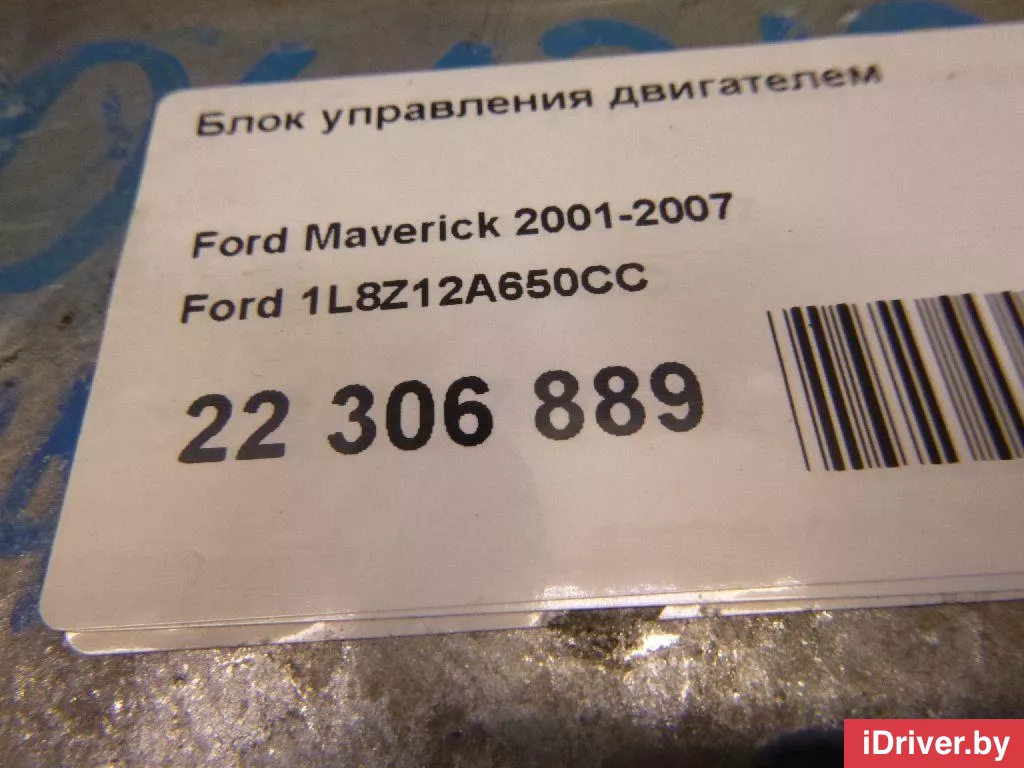 Блок управления двигателем
Ford Maverick 2001-2007
Ford 1L8Z12A650CC
22 306 889
iDriver.by